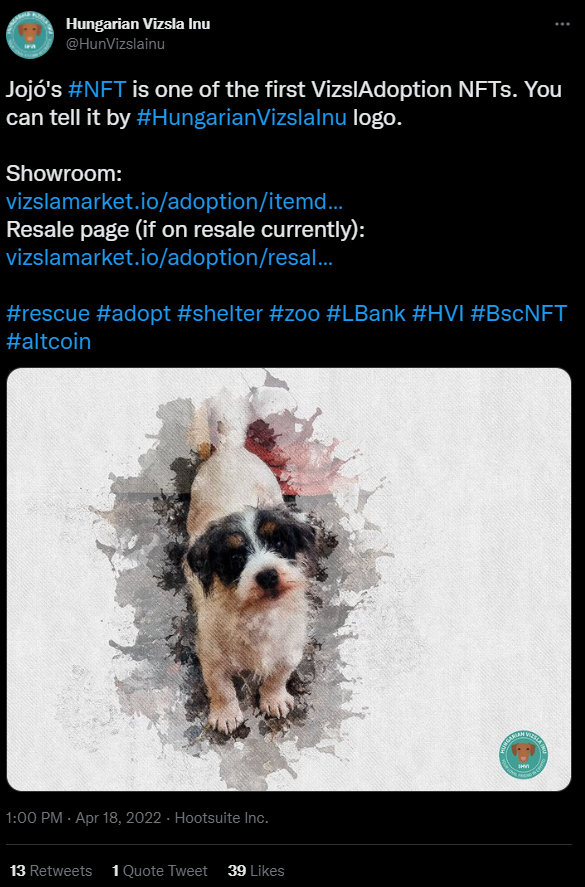 Hungarian Vizsla Inu
@HunVizslainu
Jojó's #NFT is one of the first VizslAdoption NFTs. You
can tell it by #HungarianVizslaInu logo.
Showroom:
vizslamarket.io/adoption/itemd...
Resale page (if on resale currently):
vizslamarket.io/adoption/resal...
#rescue #adopt #shelter #zoo #LBank #HVI #BscNFT
#altcoin
HUNGARIAN VIZSLA INU
$HVI
1:00 PM · Apr 18, 2022 · Hootsuite Inc.
13 Retweets 1 Quote Tweet 39 Likes